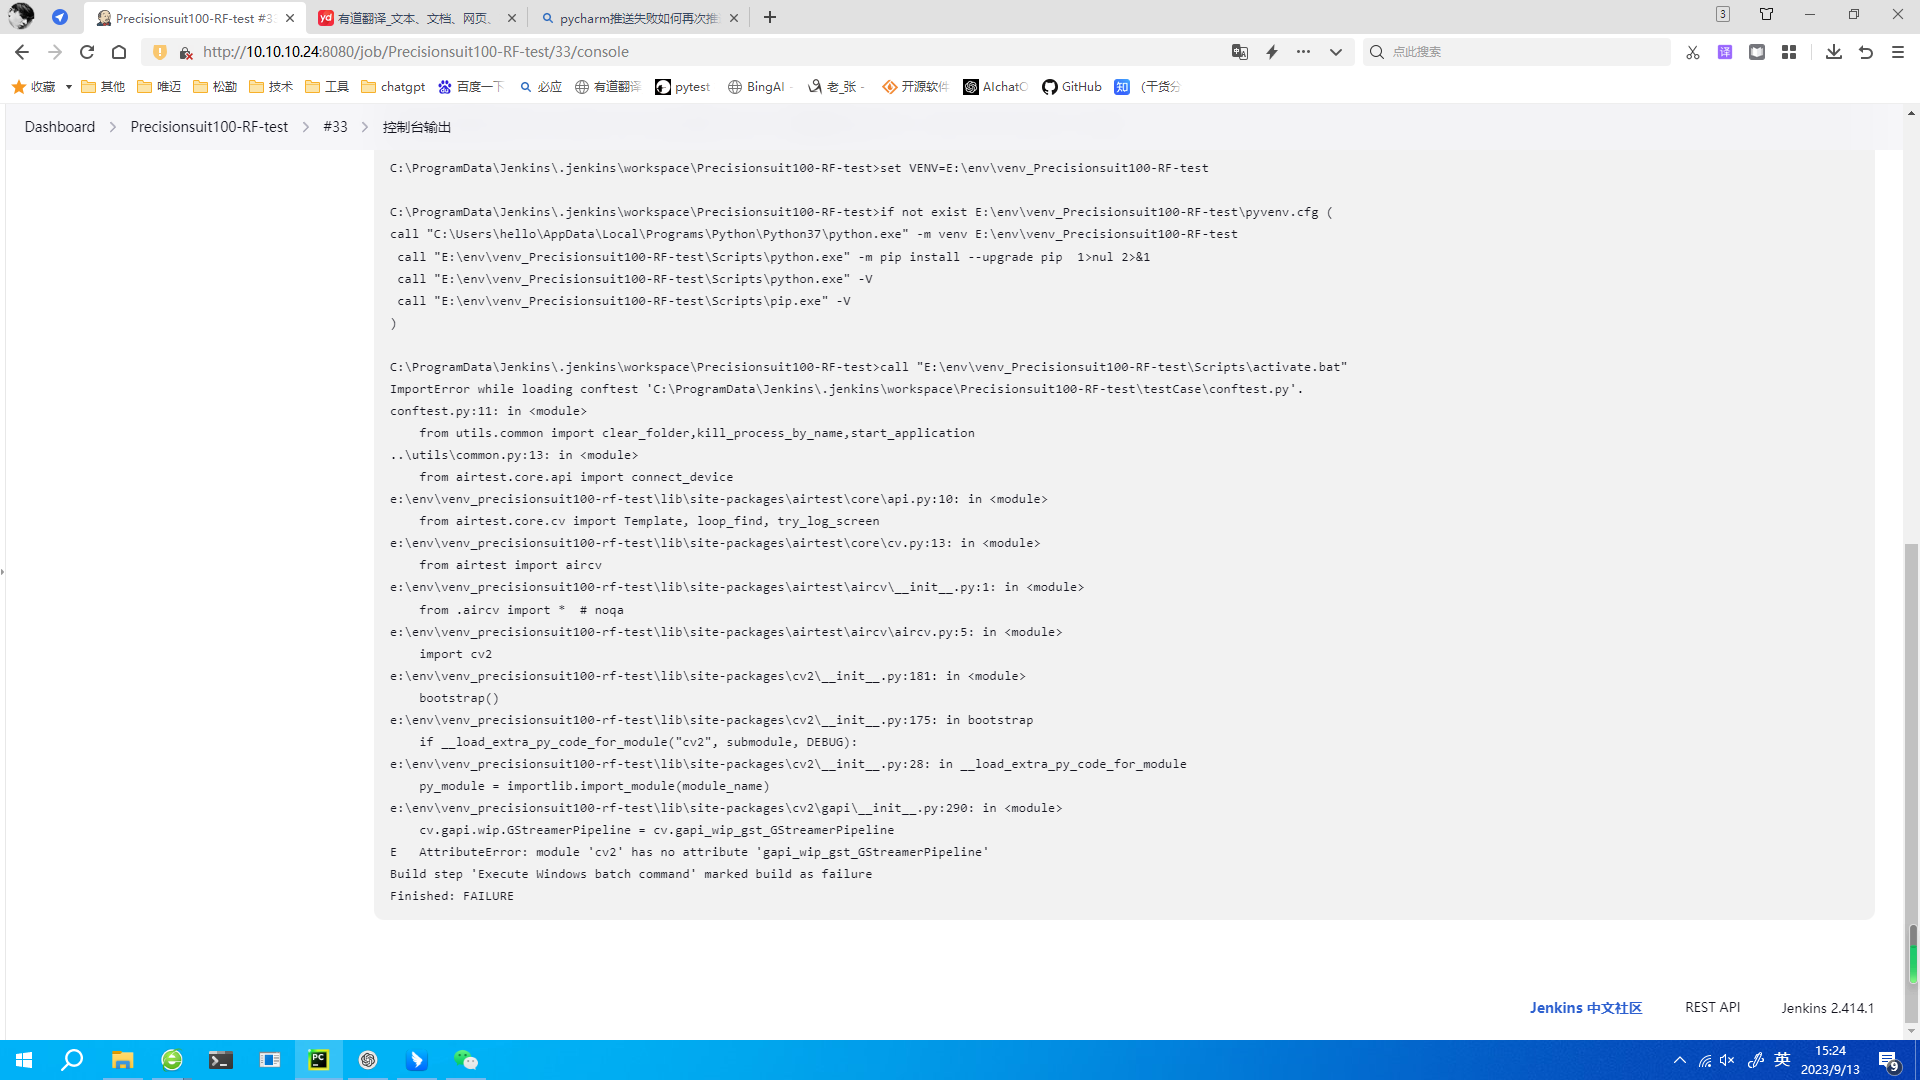 Precisionsuit100-RF-test #33
有道翻译_文本、文档、网页、
pycharm推送失败如何再次推
3
http://10.10.10.24:8080/job/Precisionsuit100-RF-test/33/console
点此搜索
收藏 其他 唯迈 松勤 技术 工具 chatgpt 百度一下 必应 有道翻译 pytest BingAI - 老_张 - 开源软件 AIchatO GitHub (干货分
Dashboard Precisionsuit100-RF-test #33 控制台输出
C:\ProgramData\Jenkins\.jenkins\workspace\Precisionsuit100-RF-test>set VENV=E:\env\venv_Precisionsuit100-RF-test
C:\ProgramData\Jenkins\.jenkins\workspace\Precisionsuit100-RF-test>if not exist E:\env\venv_Precisionsuit100-RF-test\pyvenv.cfg (
call "C:\Users\hello\AppData\Local\Programs\Python\Python37\python.exe" -m venv E:\env\venv_Precisionsuit100-RF-test
call "E:\env\venv_Precisionsuit100-RF-test\Scripts\python.exe" -m pip install --upgrade pip  1>nul 2>&1
call "E:\env\venv_Precisionsuit100-RF-test\Scripts\python.exe" -V
call "E:\env\venv_Precisionsuit100-RF-test\Scripts\pip.exe" -V
)
C:\ProgramData\Jenkins\.jenkins\workspace\Precisionsuit100-RF-test>call "E:\env\venv_Precisionsuit100-RF-test\Scripts\activate.bat"
ImportError while loading conftest 'C:\ProgramData\Jenkins\.jenkins\workspace\Precisionsuit100-RF-test\testCase\conftest.py'.
conftest.py:11: in <module>
from utils.common import clear_folder,kill_process_by_name,start_application
..\utils\common.py:13: in <module>
from airtest.core.api import connect_device
e:\env\venv_precisionsuit100-rf-test\lib\site-packages\airtest\core\api.py:10: in <module>
from airtest.core.cv import Template, loop_find, try_log_screen
e:\env\venv_precisionsuit100-rf-test\lib\site-packages\airtest\core\cv.py:13: in <module>
from airtest import aircv
e:\env\venv_precisionsuit100-rf-test\lib\site-packages\airtest\aircv\__init__.py:1: in <module>
from .aircv import *  # noqa
e:\env\venv_precisionsuit100-rf-test\lib\site-packages\airtest\aircv\aircv.py:5: in <module>
import cv2
e:\env\venv_precisionsuit100-rf-test\lib\site-packages\cv2\__init__.py:181: in <module>
bootstrap()
e:\env\venv_precisionsuit100-rf-test\lib\site-packages\cv2\__init__.py:175: in bootstrap
if __load_extra_py_code_for_module("cv2", submodule, DEBUG):
e:\env\venv_precisionsuit100-rf-test\lib\site-packages\cv2\__init__.py:28: in __load_extra_py_code_for_module
py_module = importlib.import_module(module_name)
e:\env\venv_precisionsuit100-rf-test\lib\site-packages\cv2\gapi\__init__.py:290: in <module>
cv.gapi.wip.GStreamerPipeline = cv.gapi_wip_gst_GStreamerPipeline
E   AttributeError: module 'cv2' has no attribute 'gapi_wip_gst_GStreamerPipeline'
Build step 'Execute Windows batch command' marked build as failure
Finished: FAILURE
Jenkins 中文社区 REST API Jenkins 2.414.1
英
15:24
2023/9/13
9